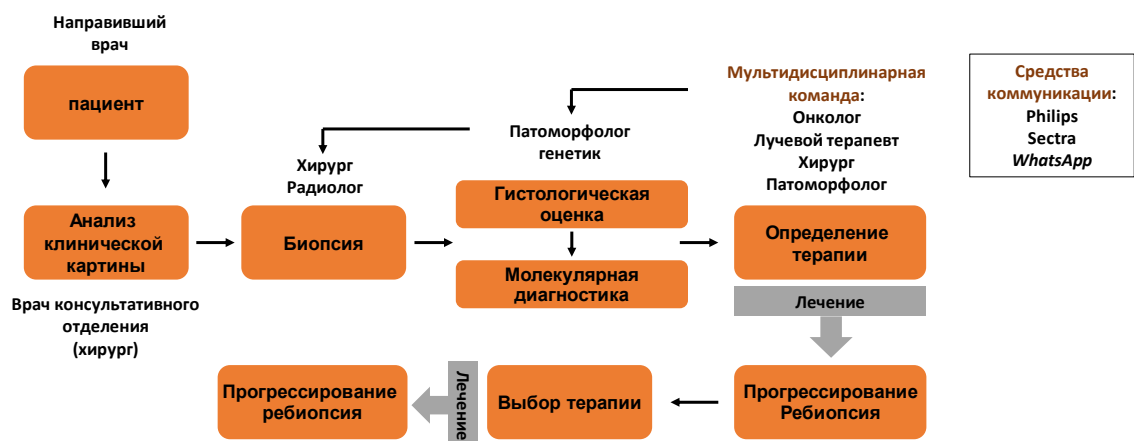 Направивший
врач
пациент
Анализ
клинической
картины
Врач консультативного
отделения
(хирург)
Хирург
Радиолог
Биопсия
Патоморфолог
генетик
Гистологическая
оценка
Молекулярная
диагностика
Мультидисциплинарная
команда:
Онколог
Лучевой терапевт
Хирург
Патоморфолог
Определение
терапии
Лечение
Средства
коммуникации:
Philips
Sectra
WhatsApp
Прогрессирование
Ребиопсия
Выбор терапии
Лечение
Прогрессирование
ребиопсия